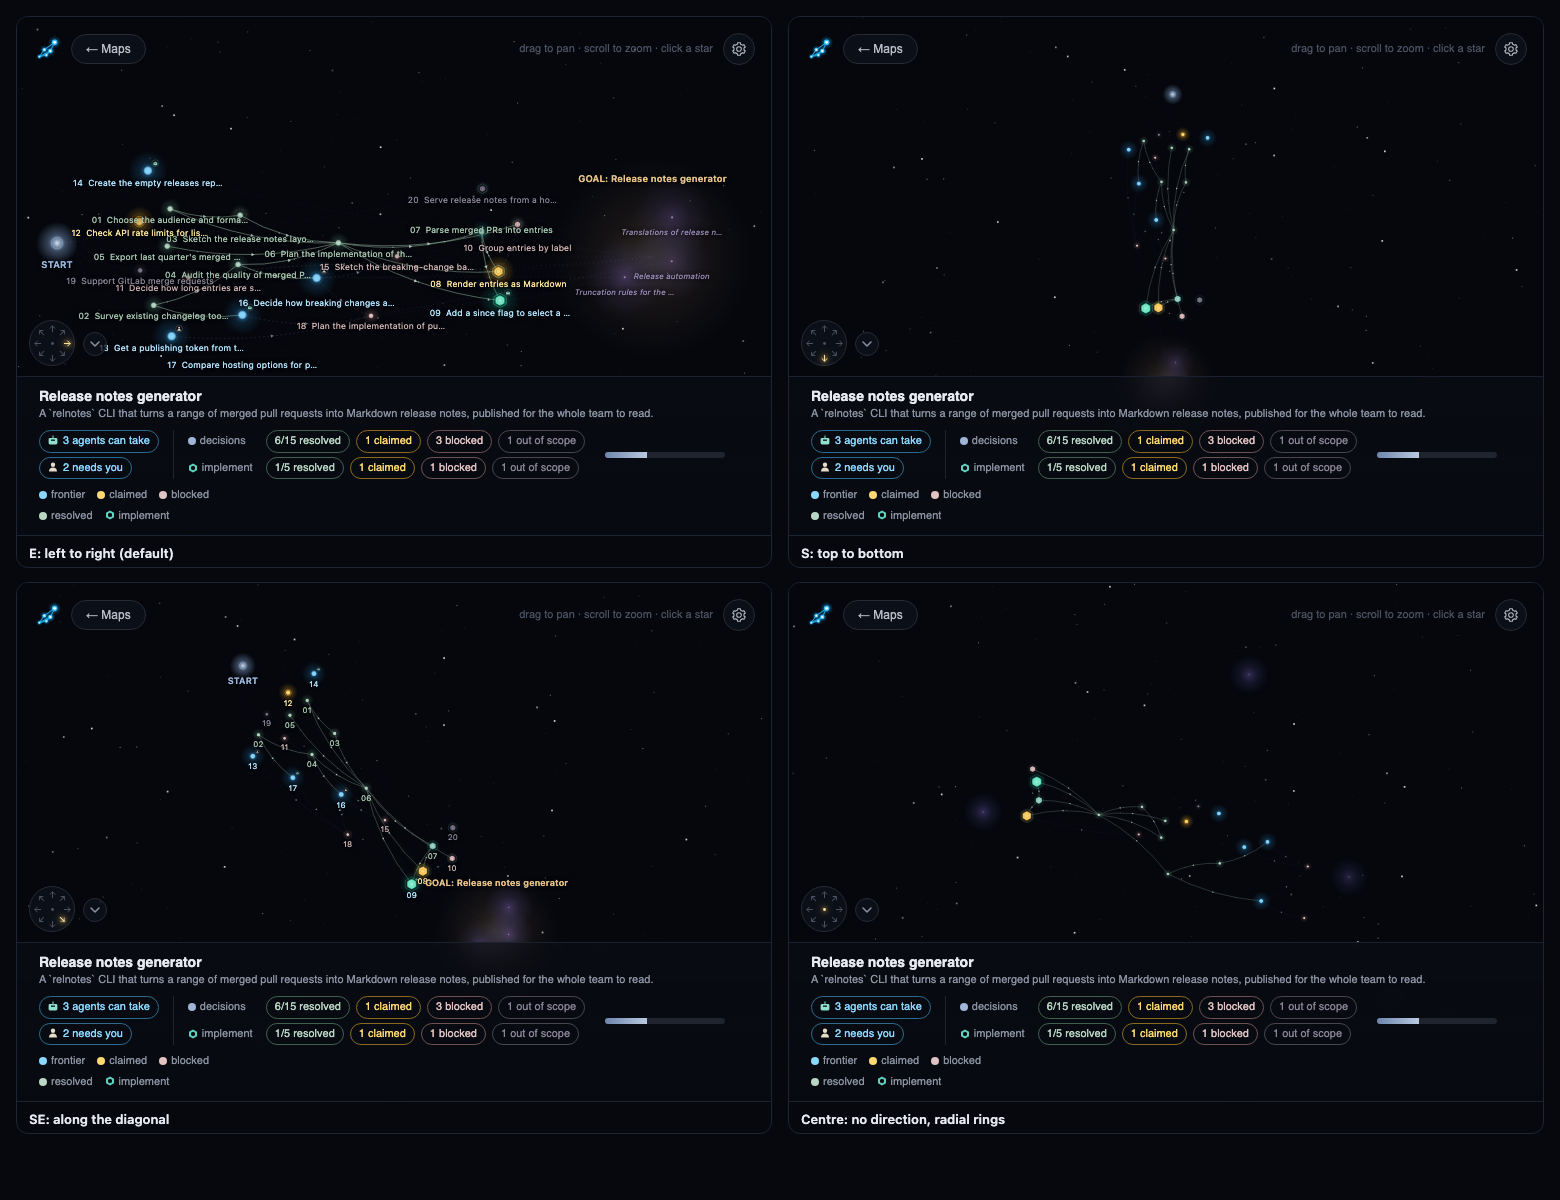 ← Maps
drag to pan · scroll to zoom · click a star
14 Create the empty releases rep...
GOAL: Release notes generator
20 Serve release notes from a ho...
01 Choose the audience and forma...
12 Check API rate limits for lis...
07 Parse merged PRs into entries
Translations of release n...
03 Sketch the release notes layo...
10 Group entries by label
START
05 Export last quarter's merged ...
06 Plan the implementation of th...
15 Sketch the breaking-change ba...
19 Support GitLab merge requests
04 Audit the quality of merged P...
Release automation
11 Decide how long entries are s...
08 Render entries as Markdown
Truncation rules for the ...
16 Decide how breaking changes a...
02 Survey existing changelog too...
09 Add a since flag to select a ...
18 Plan the implementation of pu...
13 Get a publishing token from t...
17 Compare hosting options for p...
Release notes generator
A `relnotes` CLI that turns a range of merged pull requests into Markdown release notes, published for the whole team to read.
3 agents can take
decisions
6/15 resolved
1 claimed
3 blocked
1 out of scope
2 needs you
implement
1/5 resolved
1 claimed
1 blocked
1 out of scope
frontier
claimed
blocked
resolved
implement
E: left to right (default)
← Maps
drag to pan · scroll to zoom · click a star
Release notes generator
A `relnotes` CLI that turns a range of merged pull requests into Markdown release notes, published for the whole team to read.
3 agents can take
decisions
6/15 resolved
1 claimed
3 blocked
1 out of scope
2 needs you
implement
1/5 resolved
1 claimed
1 blocked
1 out of scope
frontier
claimed
blocked
resolved
implement
S: top to bottom
← Maps
drag to pan · scroll to zoom · click a star
START
14
12
01
19
05
02
03
11
04
13
17
16
06
15
18
20
07
10
08
GOAL: Release notes generator
09
Release notes generator
A `relnotes` CLI that turns a range of merged pull requests into Markdown release notes, published for the whole team to read.
3 agents can take
decisions
6/15 resolved
1 claimed
3 blocked
1 out of scope
2 needs you
implement
1/5 resolved
1 claimed
1 blocked
1 out of scope
frontier
claimed
blocked
resolved
implement
SE: along the diagonal
← Maps
drag to pan · scroll to zoom · click a star
Release notes generator
A `relnotes` CLI that turns a range of merged pull requests into Markdown release notes, published for the whole team to read.
3 agents can take
decisions
6/15 resolved
1 claimed
3 blocked
1 out of scope
2 needs you
implement
1/5 resolved
1 claimed
1 blocked
1 out of scope
frontier
claimed
blocked
resolved
implement
Centre: no direction, radial rings